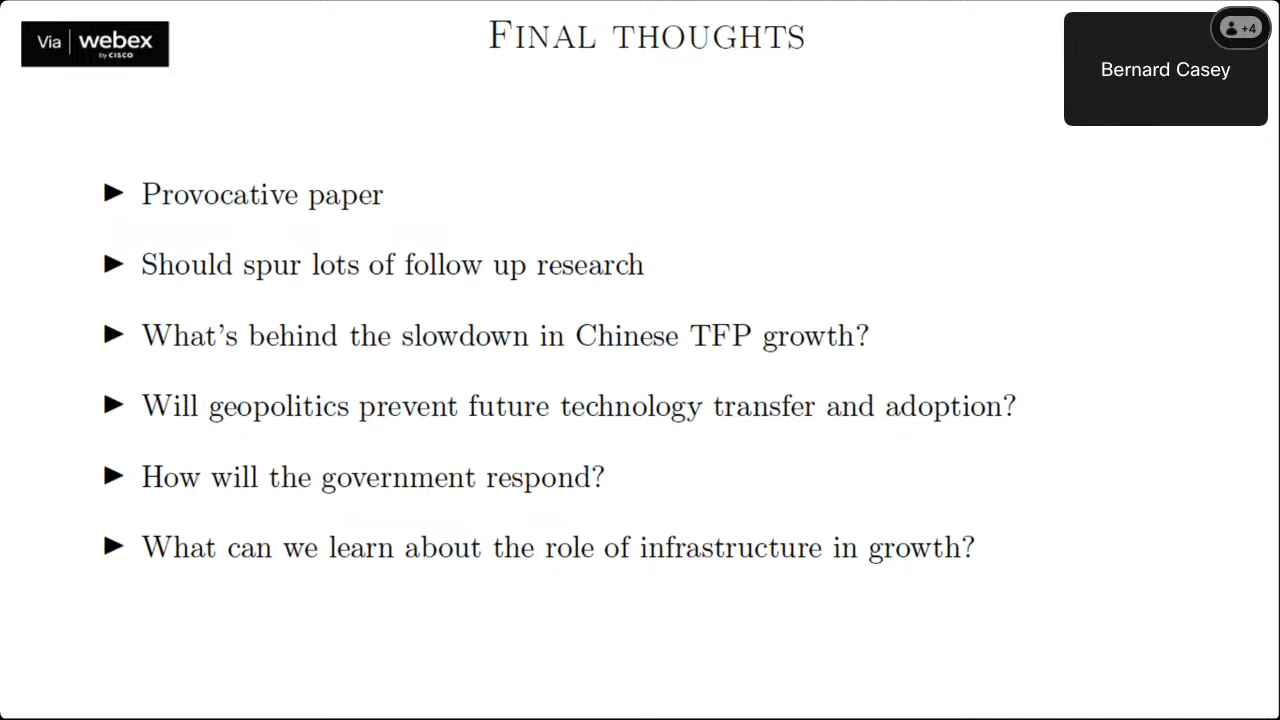 Via webex
by CISCO
FINAL THOUGHTS
+4
Bernard Casey
▶ Provocative paper
▶ Should spur lots of follow up research
▶ What's behind the slowdown in Chinese TFP growth?
▶ Will geopolitics prevent future technology transfer and adoption?
▶ How will the government respond?
▶ What can we learn about the role of infrastructure in growth?